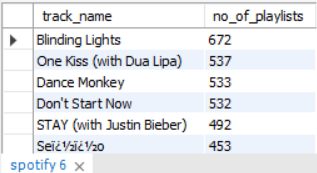 track_name no_of_playlists
Blinding Lights 672
One Kiss (with Dua Lipa) 537
Dance Monkey 533
Don't Start Now 532
STAY (with Justin Bieber) 492
Seï¿½ï¿½o 453
spotify 6 ×